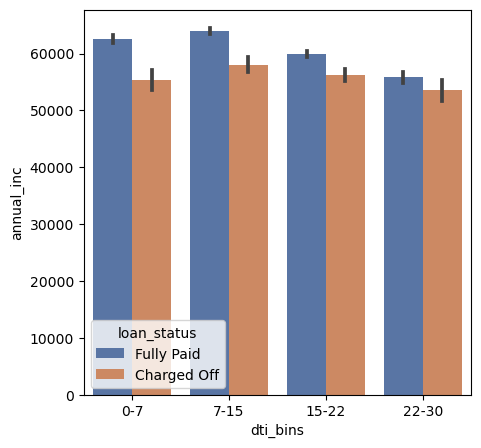 60000
50000
40000
30000
20000
10000
0
annual_inc
loan_status
Fully Paid
Charged Off
0-7 7-15 15-22 22-30
dti_bins